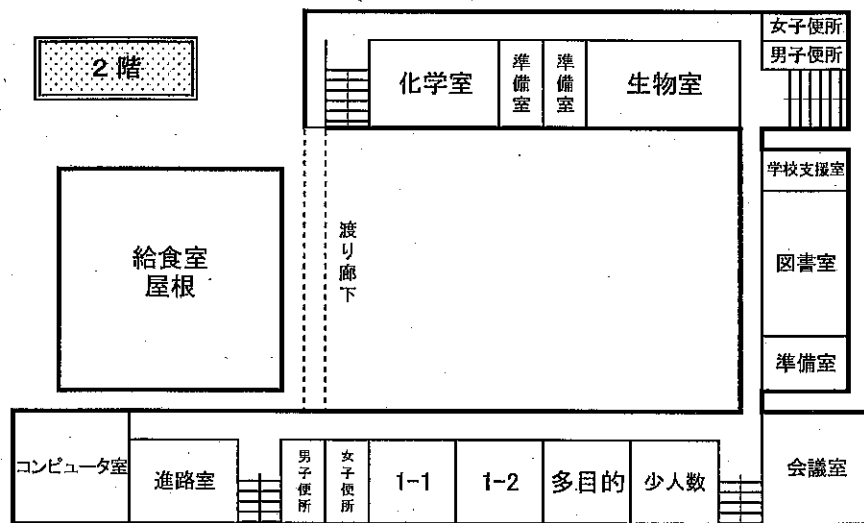 2階
女子便所
男子便所
化学室
準備室
準備室
生物室
学校支援室
給食室
屋根
渡り廊下
図書室
準備室
コンピュータ室
進路室
男子便所
女子便所
1-1
1-2
多目的
少人数
会議室